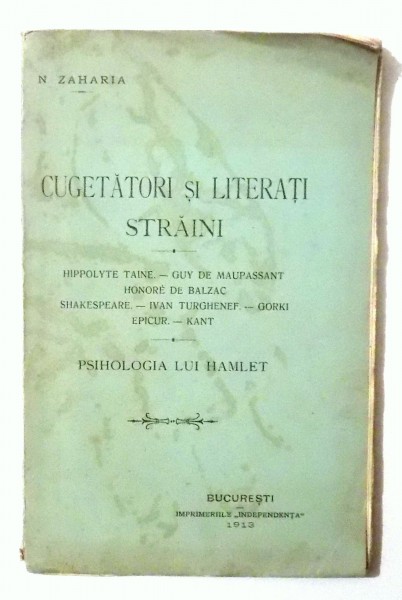 N ZAHARIA
CUGETĂTORI ȘI LITERAȚI
STRĂINI
HIPPOLYTE TAINE. — GUY DE MAUPASSANT
HONORÉ DE BALZAC
SHAKESPEARE. — IVAN TURGHENEF. — GORKI
EPICUR. — KANT
PSIHOLOGIA LUI HAMLET
BUCUREȘTI
IMPRIMERIILE „INDEPENDENȚA"
1913